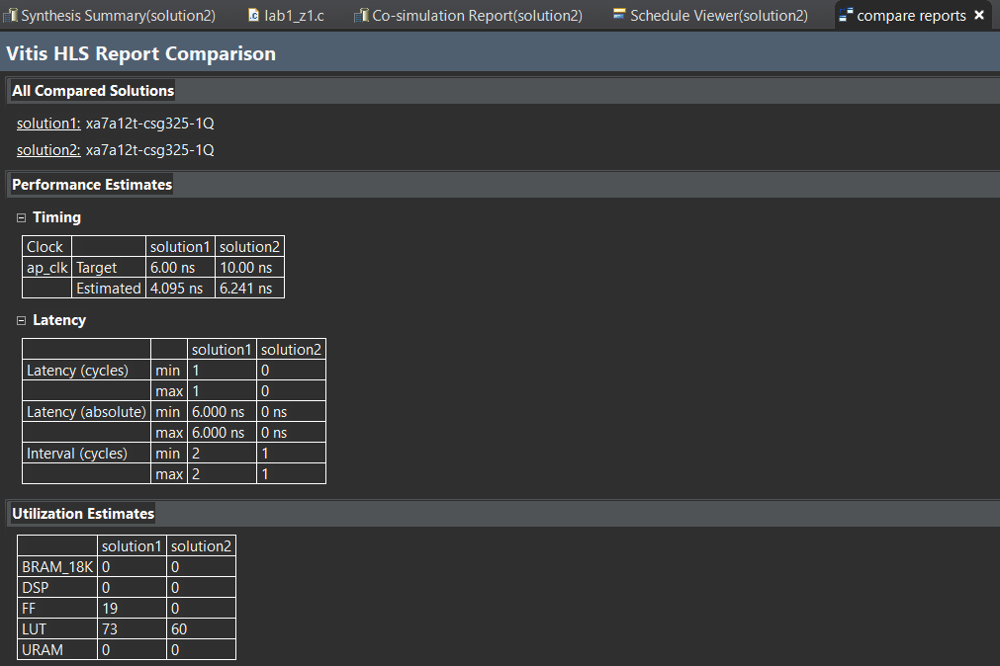 Synthesis Summary(solution2) lab1_z1.c Co-simulation Report(solution2) Schedule Viewer(solution2) compare reports
Vitis HLS Report Comparison
All Compared Solutions
solution1: xa7a12t-csg325-1Q
solution2: xa7a12t-csg325-1Q
Performance Estimates
Timing
Clock solution1 solution2
ap_clk Target 6.00 ns 10.00 ns
Estimated 4.095 ns 6.241 ns
Latency
solution1 solution2
Latency (cycles) min 1 0
max 1 0
Latency (absolute) min 6.000 ns 0 ns
max 6.000 ns 0 ns
Interval (cycles) min 2 1
max 2 1
Utilization Estimates
solution1 solution2
BRAM_18K 0 0
DSP 0 0
FF 19 0
LUT 73 60
URAM 0 0